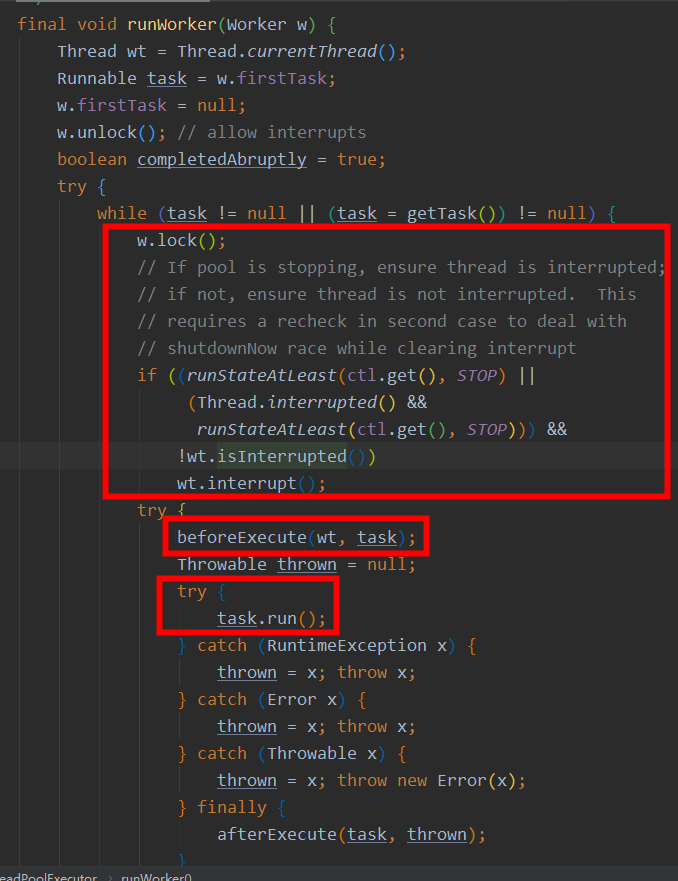 final void runWorker(Worker w) {
Thread wt = Thread.currentThread();
Runnable task = w.firstTask;
w.firstTask = null;
w.unlock(); // allow interrupts
boolean completedAbruptly = true;
try {
while (task != null || (task = getTask()) != null) {
w.lock();
// If pool is stopping, ensure thread is interrupted;
// if not, ensure thread is not interrupted.  This
// requires a recheck in second case to deal with
// shutdownNow race while clearing interrupt
if ((runStateAtLeast(ctl.get(), STOP) ||
(Thread.interrupted() &&
runStateAtLeast(ctl.get(), STOP))) &&
!wt.isInterrupted())
wt.interrupt();
try {
beforeExecute(wt, task);
Throwable thrown = null;
try {
task.run();
} catch (RuntimeException x) {
thrown = x; throw x;
} catch (Error x) {
thrown = x; throw x;
} catch (Throwable x) {
thrown = x; throw new Error(x);
} finally {
afterExecute(task, thrown);
}
eadPoolExecutor > runWorker()